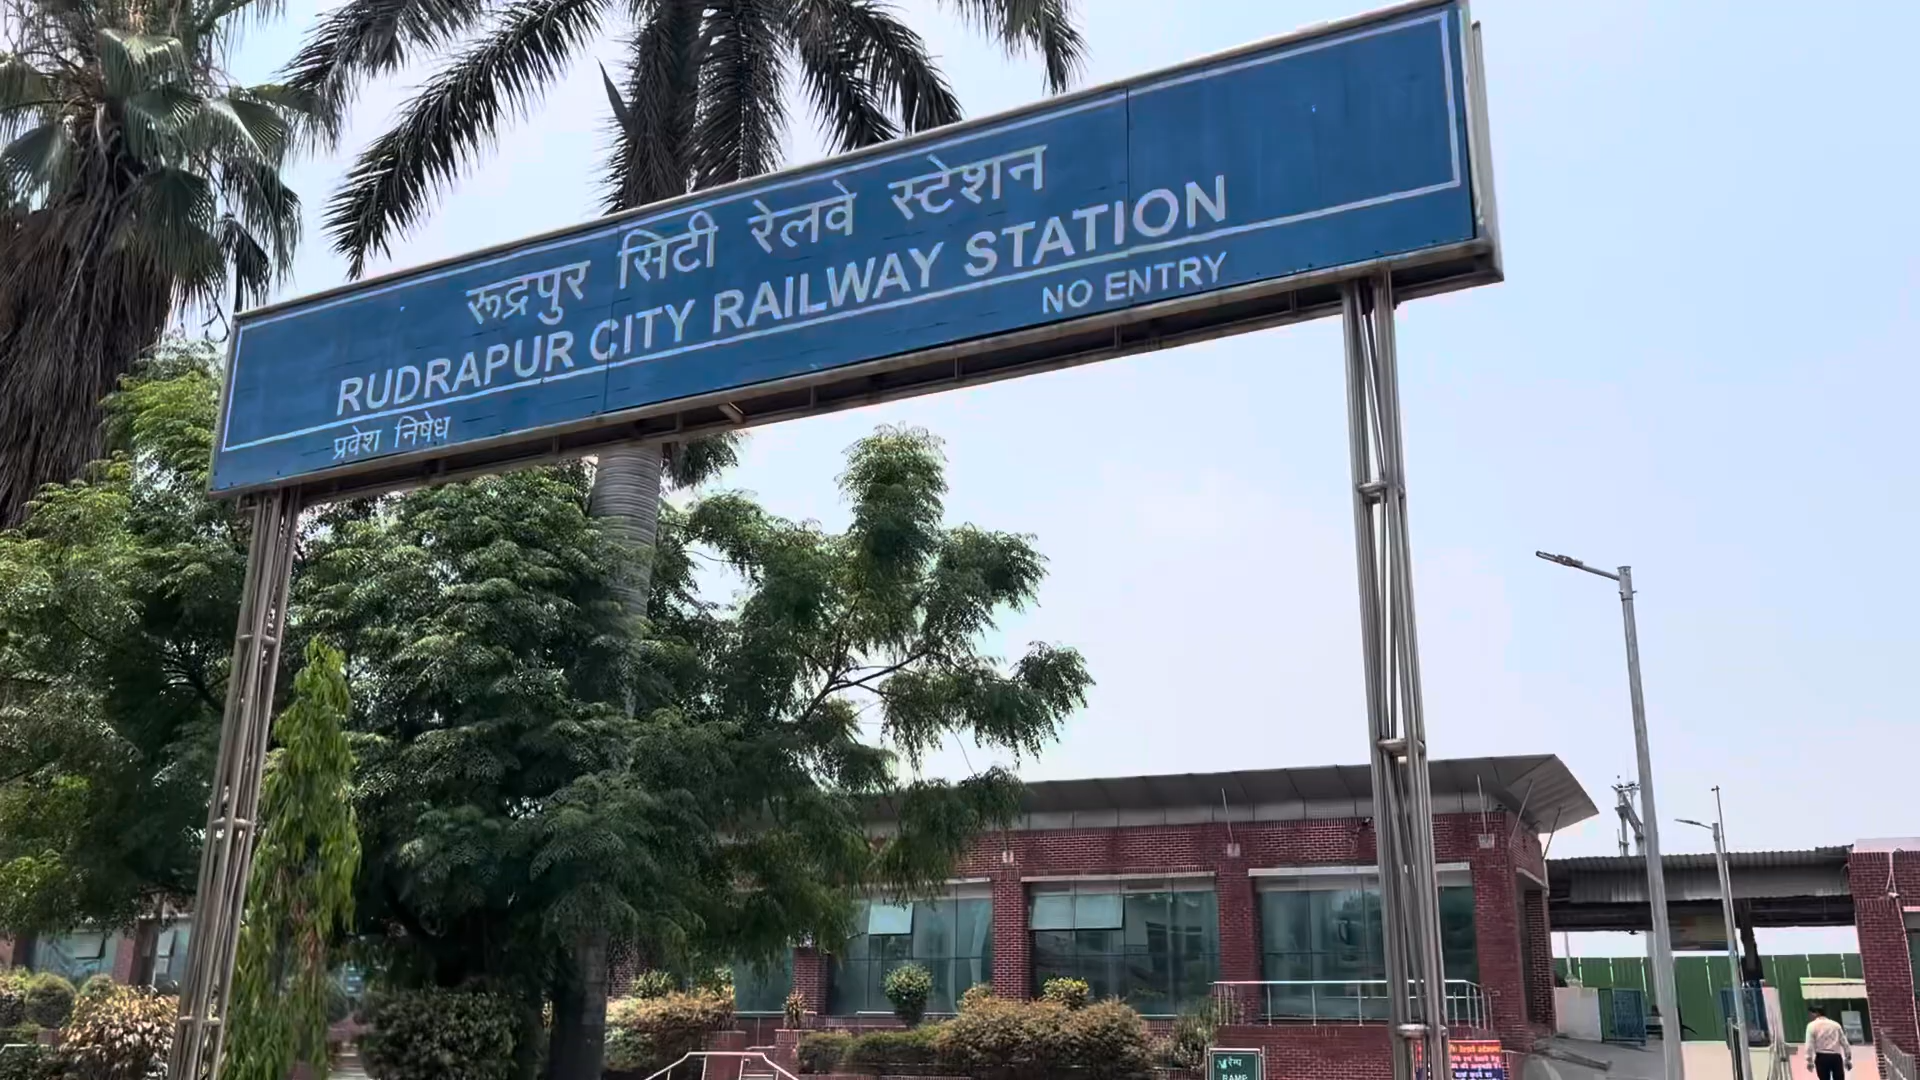 रूद्रपुर सिटी रेलवे स्टेशन
RUDRAPUR CITY RAILWAY STATION
प्रवेश निषेध
NO ENTRY
रैम्प
RAMP